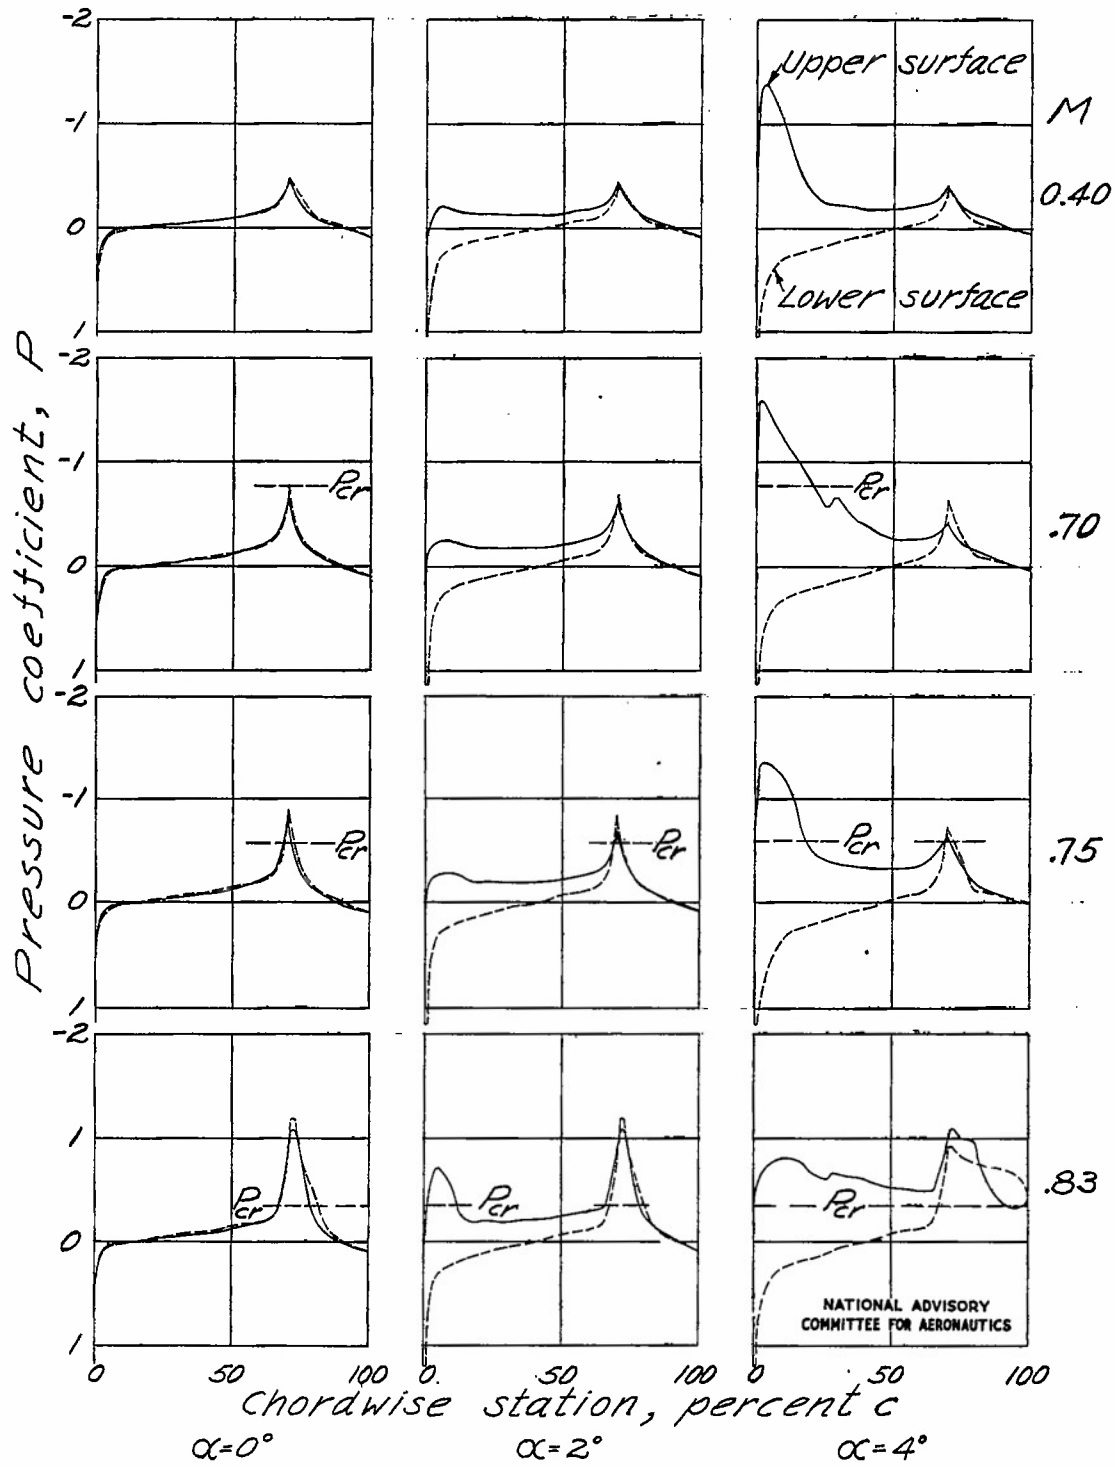 -2
-1
0
1
Upper surface
Lower surface
M
0.40
-2
-1
0
1
Pcr
Pcr
.70
-2
-1
0
1
Pcr
Pcr
Pcr
.75
-2
1
0
1
Pcr
Pcr
Pcr
.83
NATIONAL ADVISORY
COMMITTEE FOR AERONAUTICS
0 50 100 0 50 100 0 50 100
Pressure coefficient, P
Chordwise station, percent c
α=0° α=2° α=4°